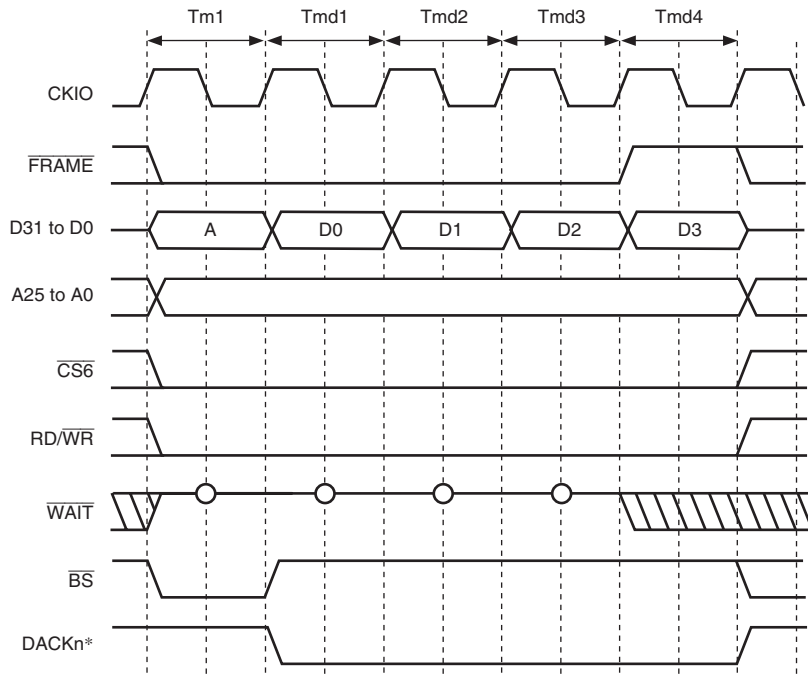 Tm1 Tmd1 Tmd2 Tmd3 Tmd4
CKIO
FRAME
D31 to D0 A D0 D1 D2 D3
A25 to A0
CS6
RD/WR
WAIT
BS
DACKn*